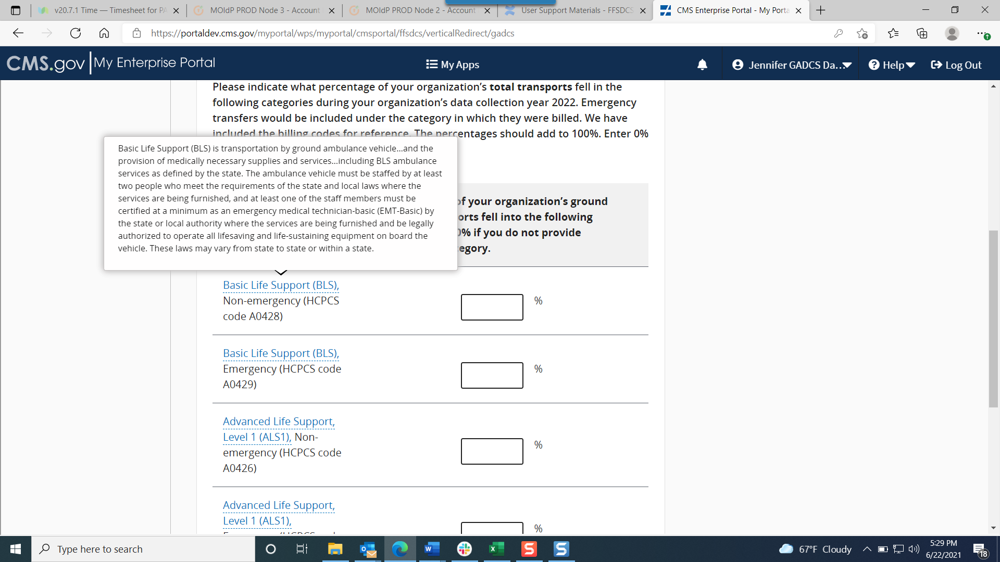 v20.7.1 Time — Timesheet for PA
MOIdP PROD Node 3 - Account
MOIdP PROD Node 2 - Account
User Support Materials - FFSDCS
CMS Enterprise Portal - My Porta
https://portaldev.cms.gov/myportal/wps/myportal/cmsportal/ffsdcs/verticalRedirect/gadcs
CMS.gov My Enterprise Portal
My Apps
Jennifer GADCS Da...
Help
Log Out
Please indicate what percentage of your organization's total transports fell in the
following categories during your organization's data collection year 2022. Emergency
transfers would be included under the category in which they were billed. We have
included the billing codes for reference. The percentages should add to 100%. Enter 0%
Basic Life Support (BLS) is transportation by ground ambulance vehicle...and the
provision of medically necessary supplies and services...including BLS ambulance
services as defined by the state. The ambulance vehicle must be staffed by at least
two people who meet the requirements of the state and local laws where the
services are being furnished, and at least one of the staff members must be
certified at a minimum as an emergency medical technician-basic (EMT-Basic) by
the state or local authority where the services are being furnished and be legally
authorized to operate all lifesaving and life-sustaining equipment on board the
vehicle. These laws may vary from state to state or within a state.
of your organization's ground
orts fell into the following
0% if you do not provide
egory.
Basic Life Support (BLS),
Non-emergency (HCPCS
code A0428)
%
Basic Life Support (BLS),
Emergency (HCPCS code
A0429)
%
Advanced Life Support,
Level 1 (ALS1), Non-
emergency (HCPCS code
A0426)
%
Advanced Life Support,
Level 1 (ALS1),
%
Type here to search
67°F Cloudy
5:29 PM
6/22/2021
18